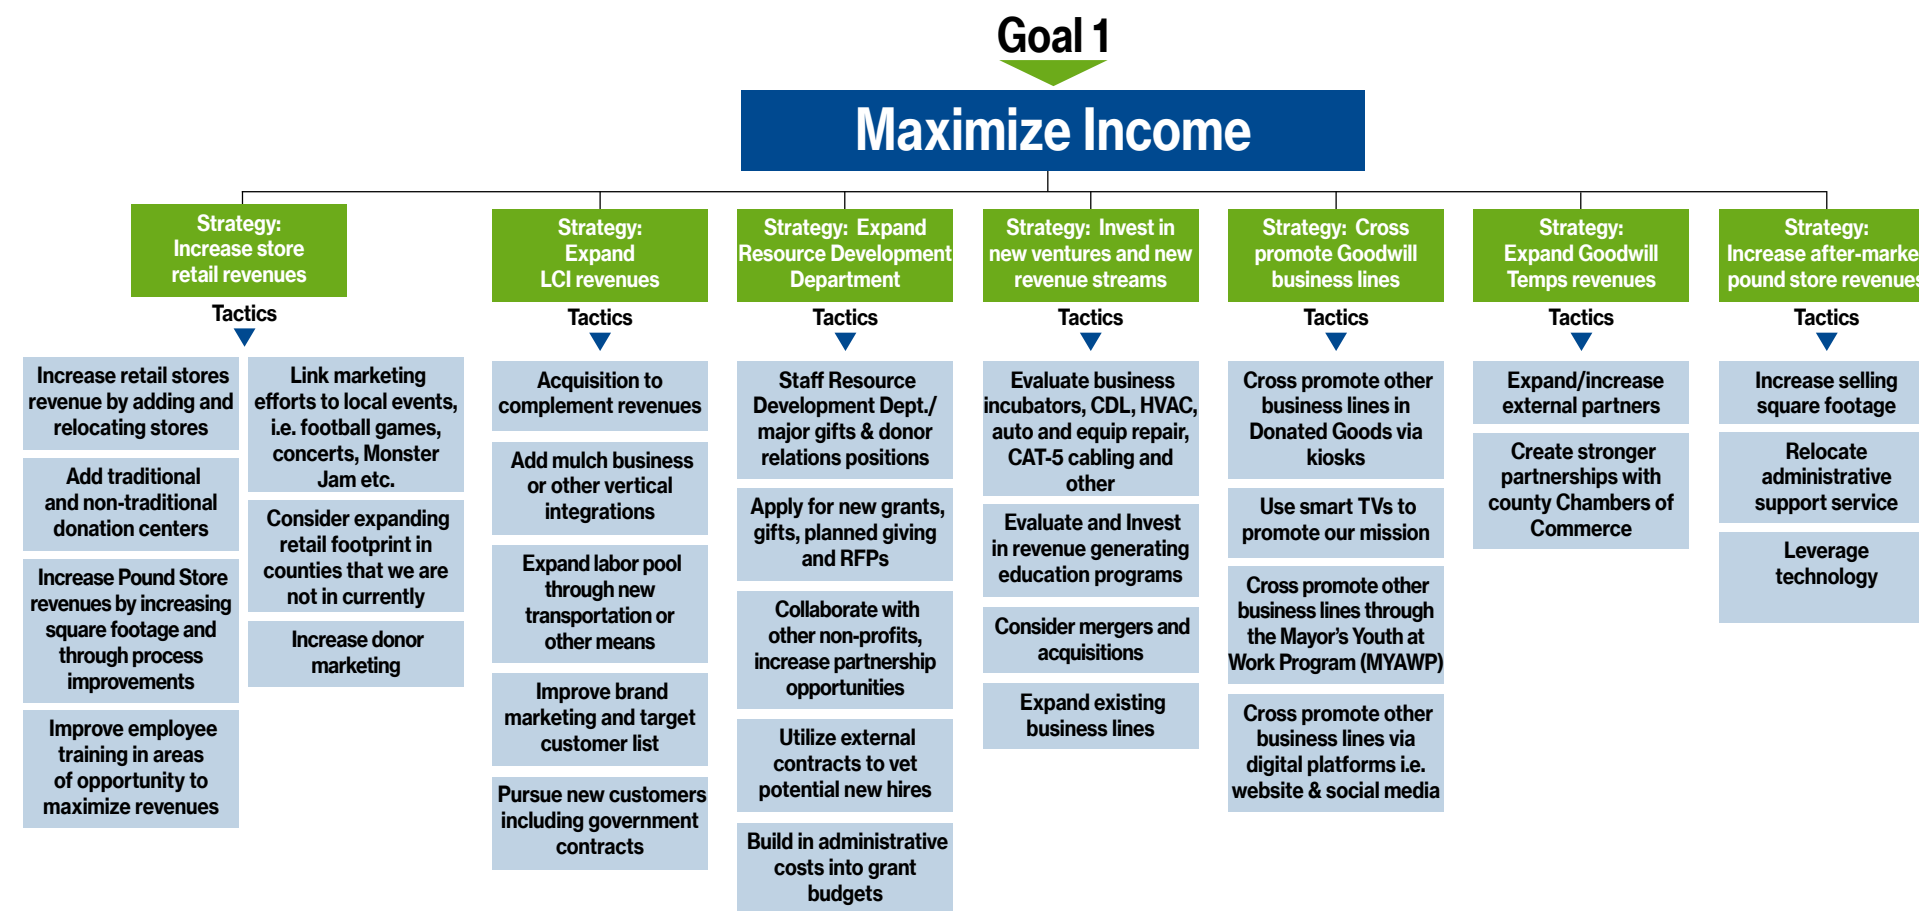 Goal 1
Maximize Income
Strategy:
Increase store
retail revenues
Tactics
Increase retail stores
revenue by adding and
relocating stores
Add traditional
and non-traditional
donation centers
Increase Pound Store
revenues by increasing
square footage and
through process
improvements
Improve employee
training in areas
of opportunity to
maximize revenues
Link marketing
efforts to local events,
i.e. football games,
concerts, Monster
Jam etc.
Consider expanding
retail footprint in
counties that we are
not in currently
Increase donor
marketing
Strategy:
Expand
LCI revenues
Tactics
Acquisition to
complement revenues
Add mulch business
or other vertical
integrations
Expand labor pool
through new
transportation or
other means
Improve brand
marketing and target
customer list
Pursue new customers
including government
contracts
Strategy: Expand
Resource Development
Department
Tactics
Staff Resource
Development Dept./
major gifts & donor
relations positions
Apply for new grants,
gifts, planned giving
and RFPs
Collaborate with
other non-profits,
increase partnership
opportunities
Utilize external
contracts to vet
potential new hires
Build in administrative
costs into grant
budgets
Strategy: Invest in
new ventures and new
revenue streams
Tactics
Evaluate business
incubators, CDL, HVAC,
auto and equip repair,
CAT-5 cabling and
other
Evaluate and Invest
in revenue generating
education programs
Consider mergers and
acquisitions
Expand existing
business lines
Strategy: Cross
promote Goodwill
business lines
Tactics
Cross promote other
business lines in
Donated Goods via
kiosks
Use smart TVs to
promote our mission
Cross promote other
business lines through
the Mayor's Youth at
Work Program (MYAWP)
Cross promote other
business lines via
digital platforms i.e.
website & social media
Strategy:
Expand Goodwill
Temps revenues
Tactics
Expand/increase
external partners
Create stronger
partnerships with
county Chambers of
Commerce
Strategy:
Increase after-marke
pound store revenues
Tactics
Increase selling
square footage
Relocate
administrative
support service
Leverage
technology